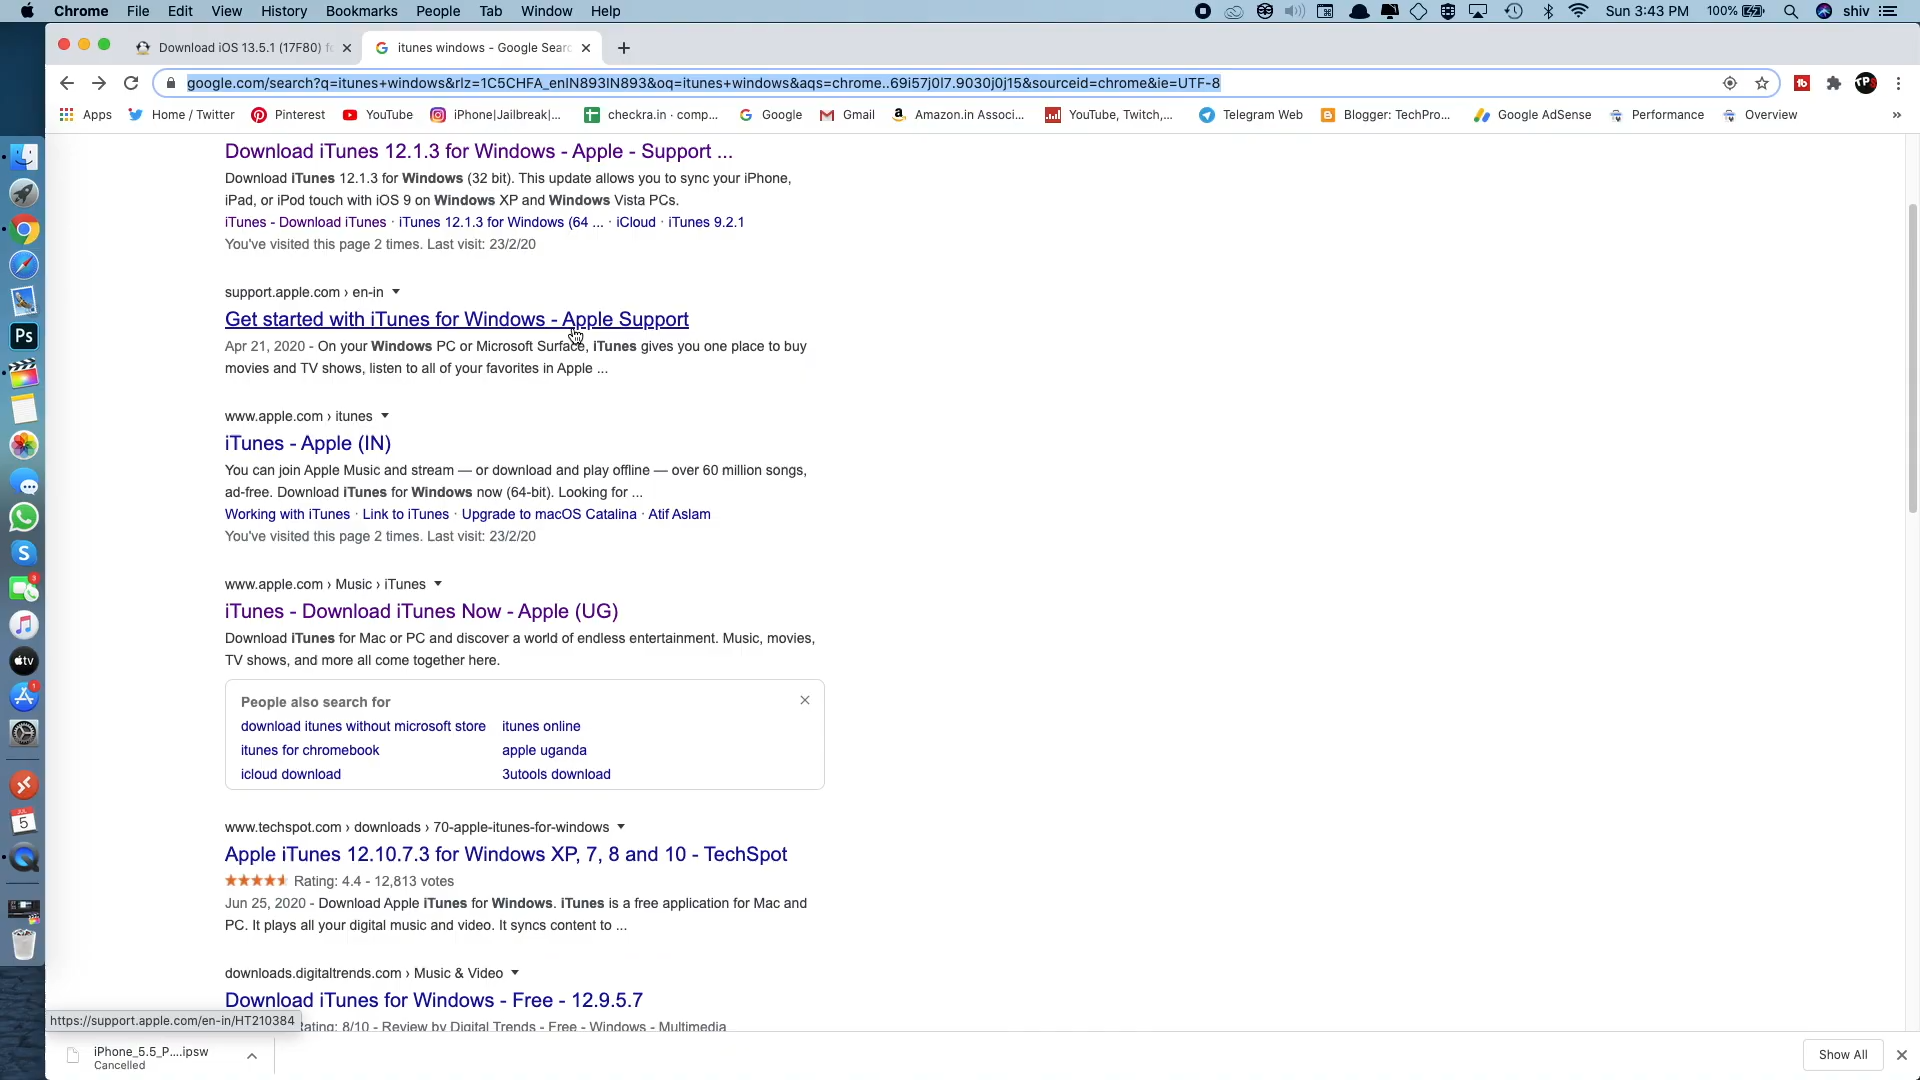 Chrome File Edit View History Bookmarks People Tab Window Help
Sun 3:43 PM 100% shiv
Download iOS 13.5.1 (17F80) f
itunes windows - Google Searc
google.com/search?q=itunes+windows&rlz=1C5CHFA_enIN893IN893&oq=itunes+windows&aqs=chrome..69i57j0l7.9030j0j15&sourceid=chrome&ie=UTF-8
Apps Home / Twitter Pinterest YouTube iPhone|Jailbreak|... checkra.in - comp... Google Gmail Amazon.in Associ... YouTube, Twitch,... Telegram Web Blogger: TechPro... Google AdSense Performance Overview »
Download iTunes 12.1.3 for Windows - Apple - Support ...
Download iTunes 12.1.3 for Windows (32 bit). This update allows you to sync your iPhone,
iPad, or iPod touch with iOS 9 on Windows XP and Windows Vista PCs.
iTunes - Download iTunes · iTunes 12.1.3 for Windows (64 ... · iCloud · iTunes 9.2.1
You've visited this page 2 times. Last visit: 23/2/20
support.apple.com › en-in
Get started with iTunes for Windows - Apple Support
Apr 21, 2020 - On your Windows PC or Microsoft Surface, iTunes gives you one place to buy
movies and TV shows, listen to all of your favorites in Apple ...
www.apple.com › itunes
iTunes - Apple (IN)
You can join Apple Music and stream — or download and play offline — over 60 million songs,
ad-free. Download iTunes for Windows now (64-bit). Looking for ...
Working with iTunes · Link to iTunes · Upgrade to macOS Catalina · Atif Aslam
You've visited this page 2 times. Last visit: 23/2/20
www.apple.com › Music › iTunes
iTunes - Download iTunes Now - Apple (UG)
Download iTunes for Mac or PC and discover a world of endless entertainment. Music, movies,
TV shows, and more all come together here.
People also search for
download itunes without microsoft store itunes online
itunes for chromebook apple uganda
icloud download 3utools download
www.techspot.com › downloads › 70-apple-itunes-for-windows
Apple iTunes 12.10.7.3 for Windows XP, 7, 8 and 10 - TechSpot
Rating: 4.4 - 12,813 votes
Jun 25, 2020 - Download Apple iTunes for Windows. iTunes is a free application for Mac and
PC. It plays all your digital music and video. It syncs content to ...
downloads.digitaltrends.com › Music & Video
Download iTunes for Windows - Free - 12.9.5.7
https://support.apple.com/en-in/HT210384
Rating: 8/10 - Review by Digital Trends - Free - Windows - Multimedia
iPhone_5.5_P....ipsw
Cancelled
Show All
Ps
S
3
tv
1
JUL
5